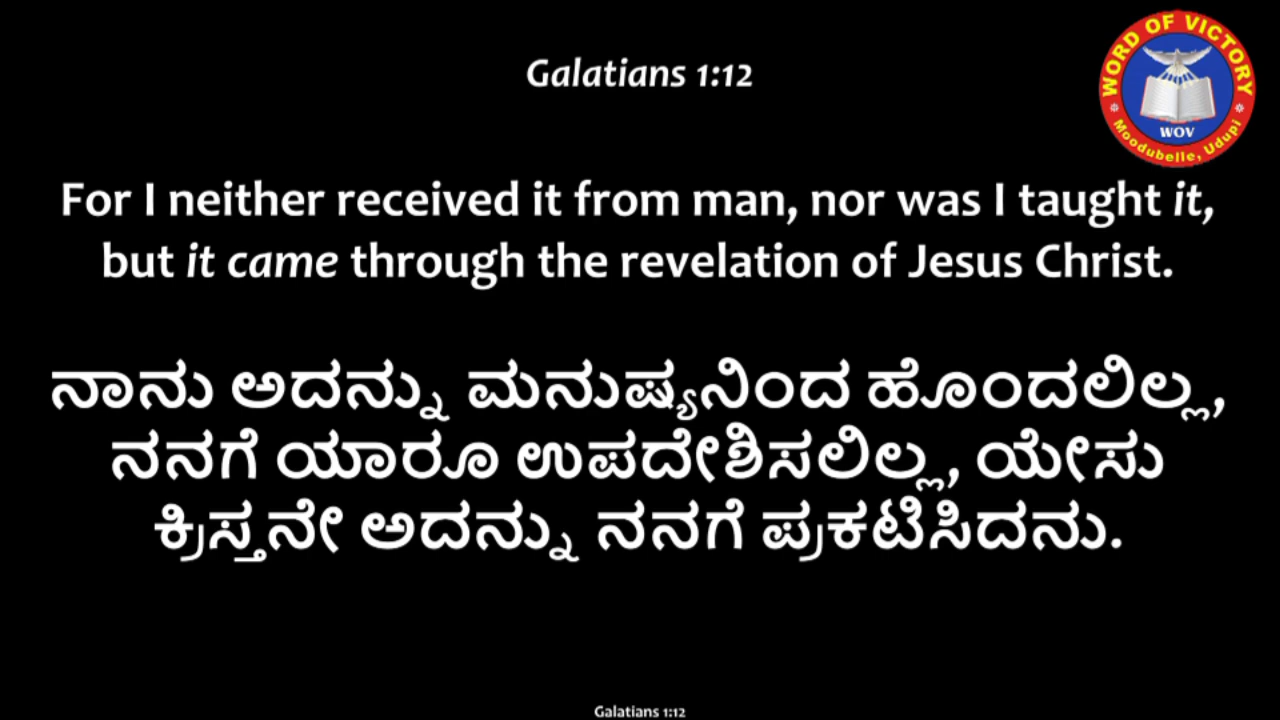 Galatians 1:12
WORD OF VICTORY
WOV
Moodubelle, Udupi
For I neither received it from man, nor was I taught it,
but it came through the revelation of Jesus Christ.
ನಾನು ಅದನ್ನು ಮನುಷ್ಯನಿಂದ ಹೊಂದಲಿಲ್ಲ,
ನನಗೆ ಯಾರೂ ಉಪದೇಶಿಸಲಿಲ್ಲ, ಯೇಸು
ಕ್ರಿಸ್ತನೇ ಅದನ್ನು ನನಗೆ ಪ್ರಕಟಿಸಿದನು.
Galatians 1:12